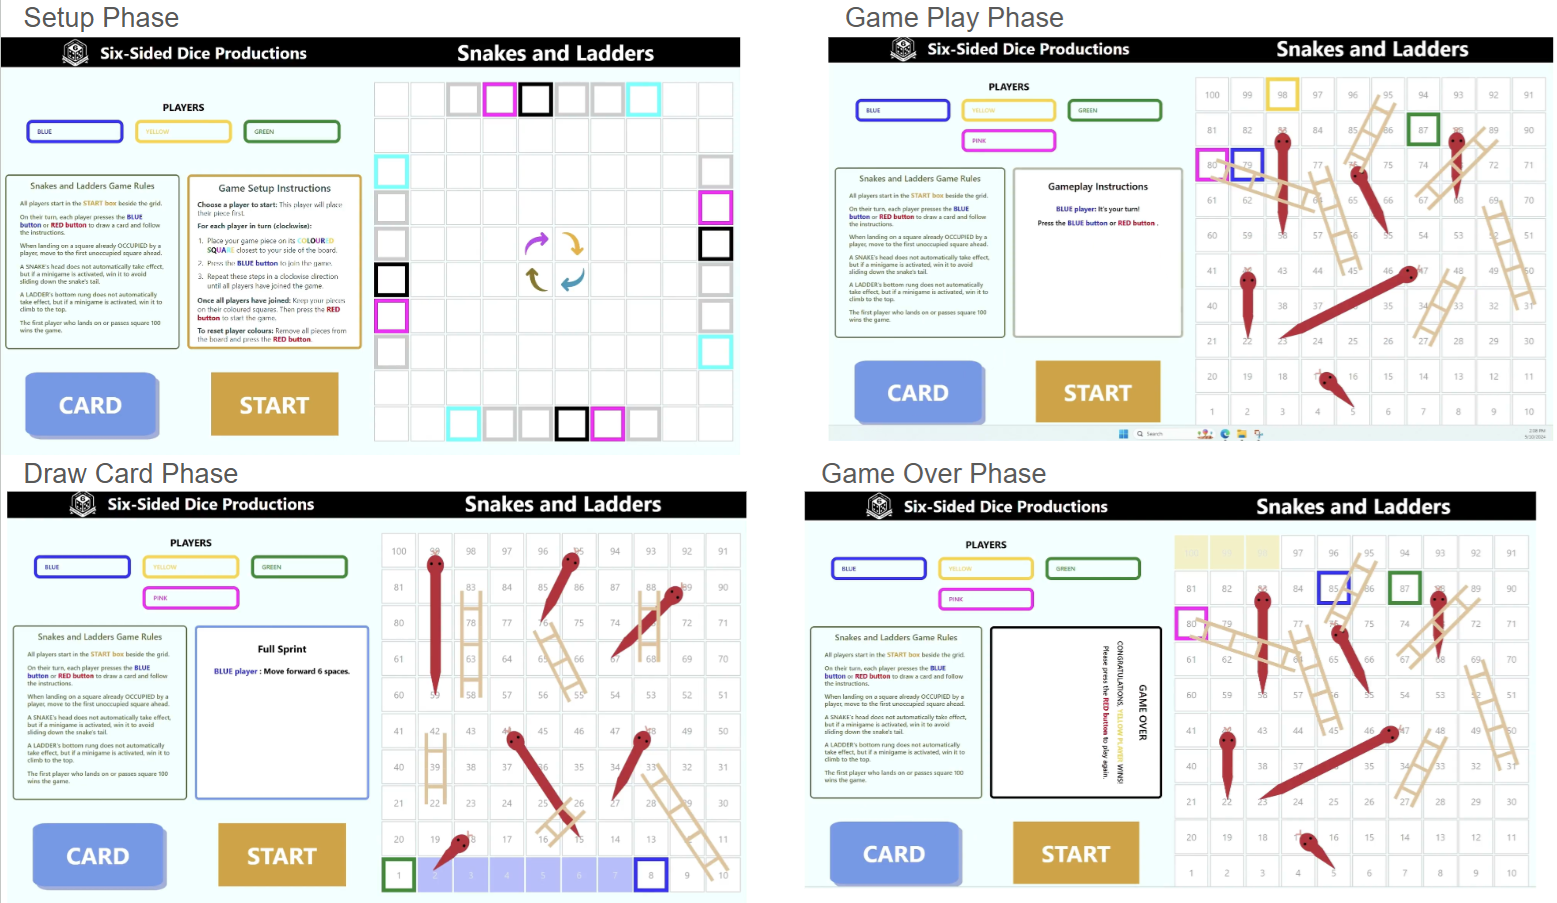 Setup Phase
Six-Sided Dice Productions
Snakes and Ladders
PLAYERS
BLUE
YELLOW
GREEN
Snakes and Ladders Game Rules
All players start in the START box beside the grid.
On their turn, each player presses the BLUE
button or RED button to draw a card and follow
the instructions.
When landing on a square already OCCUPIED by a
player, move to the first unoccupied square ahead.
A SNAKE's head does not automatically take effect,
but if a minigame is activated, win it to avoid
sliding down the snake's tail.
A LADDER's bottom rung does not automatically
take effect, but if a minigame is activated, win it to
climb to the top.
The first player who lands on or passes square 100
wins the game.
Game Setup Instructions
Choose a player to start: This player will place
their piece first.
For each player in turn (clockwise):
1. Place your game piece on its COLOURED
SQUARE closest to your side of the board.
2. Press the BLUE button to join the game.
3. Repeat these steps in a clockwise direction
until all players have joined the game.
Once all players have joined: Keep your pieces
on their coloured squares. Then press the RED
button to start the game.
To reset player colours: Remove all pieces from
the board and press the RED button.
CARD
START
Game Play Phase
Six-Sided Dice Productions
Snakes and Ladders
PLAYERS
BLUE
YELLOW
GREEN
PINK
Snakes and Ladders Game Rules
All players start in the START box beside the grid.
On their turn, each player presses the BLUE
button or RED button to draw a card and follow
the instructions.
When landing on a square already OCCUPIED by a
player, move to the first unoccupied square ahead.
A SNAKE's head does not automatically take effect,
but if a minigame is activated, win it to avoid
sliding down the snake's tail.
A LADDER's bottom rung does not automatically
take effect, but if a minigame is activated, win it to
climb to the top.
The first player who lands on or passes square 100
wins the game.
Gameplay Instructions
BLUE player: It's your turn!
Press the BLUE button or RED button .
CARD
START
100 99 98 97 96 95 94 93 92 91
81 82 84 85 86 87 89 90
80 79 77 74 72 71
61 62 64 65 66 67 68 69 70
60 59 58 57 56 55 54 53 52 51
41 42 43 44 45 47 48 49 50
40 38 37 36 35 34 33 32 31
21 22 23 24 25 26 27 28 29 30
20 19 18 16 15 14 13 12 11
1 2 3 4 5 6 7 8 9 10
Search
2:08 PM
5/20/2024
Draw Card Phase
Six-Sided Dice Productions
Snakes and Ladders
PLAYERS
BLUE
YELLOW
GREEN
PINK
Snakes and Ladders Game Rules
All players start in the START box beside the grid.
On their turn, each player presses the BLUE
button or RED button to draw a card and follow
the instructions.
When landing on a square already OCCUPIED by a
player, move to the first unoccupied square ahead.
A SNAKE's head does not automatically take effect,
but if a minigame is activated, win it to avoid
sliding down the snake's tail.
A LADDER's bottom rung does not automatically
take effect, but if a minigame is activated, win it to
climb to the top.
The first player who lands on or passes square 100
wins the game.
Full Sprint
BLUE player : Move forward 6 spaces.
CARD
START
100 99 98 97 96 95 94 93 92 91
81 83 84 85 86 87 88 89 90
80 78 77 76 75 74 72 71
61 63 64 65 66 67 68 69 70
60 59 58 57 56 55 54 53 52 51
41 42 43 45 46 47 48 49 50
40 39 38 37 36 35 33 32 31
21 22 23 24 25 26 27 28 29 30
20 19 18 17 16 15 14 13 12 11
1 2 3 4 5 6 7 8 9 10
Game Over Phase
Six-Sided Dice Productions
Snakes and Ladders
PLAYERS
BLUE
YELLOW
GREEN
PINK
Snakes and Ladders Game Rules
All players start in the START box beside the grid.
On their turn, each player presses the BLUE
button or RED button to draw a card and follow
the instructions.
When landing on a square already OCCUPIED by a
player, move to the first unoccupied square ahead.
A SNAKE's head does not automatically take effect,
but if a minigame is activated, win it to avoid
sliding down the snake's tail.
A LADDER's bottom rung does not automatically
take effect, but if a minigame is activated, win it to
climb to the top.
The first player who lands on or passes square 100
wins the game.
GAME OVER
CONGRATULATIONS, YELLOW PLAYER WINS!
Please press the RED button to play again.
CARD
START
97 96 95 94 93 92 91
81 82 84 85 86 87 89 90
80 79 77 74 72 71
61 62 64 65 66 67 68 69 70
60 59 58 57 56 55 54 53 52 51
41 42 43 44 45 46 47 48 49 50
40 38 37 36 35 34 33 32 31
21 22 23 24 25 26 27 28 29 30
20 19 18 16 15 14 13 12 11
1 2 3 4 5 6 7 8 9 10